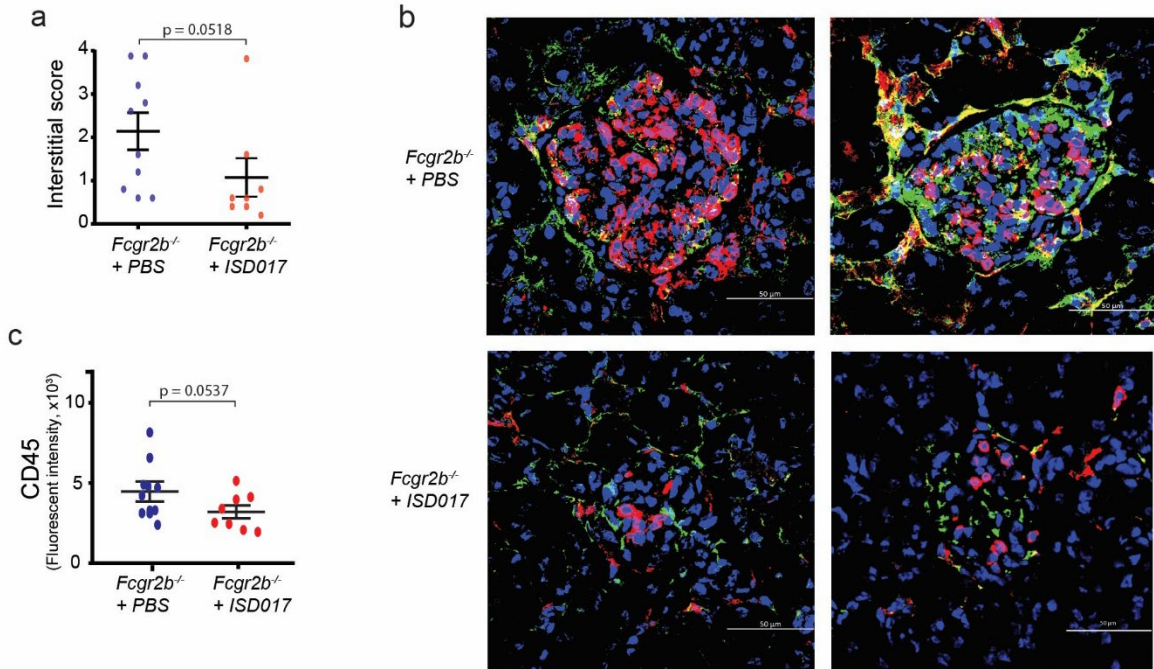 a
p = 0.0518
Interstitial score
4
3
2
1
0
Fcgr2b⁻/⁻
+ PBS
Fcgr2b⁻/⁻
+ ISD017
b
Fcgr2b⁻/⁻
+ PBS
50 µm
50 µm
Fcgr2b⁻/⁻
+ ISD017
50 µm
50 µm
c
p = 0.0537
CD45
(Fluorescent intensity, x10³)
10
5
0
Fcgr2b⁻/⁻
+ PBS
Fcgr2b⁻/⁻
+ ISD017